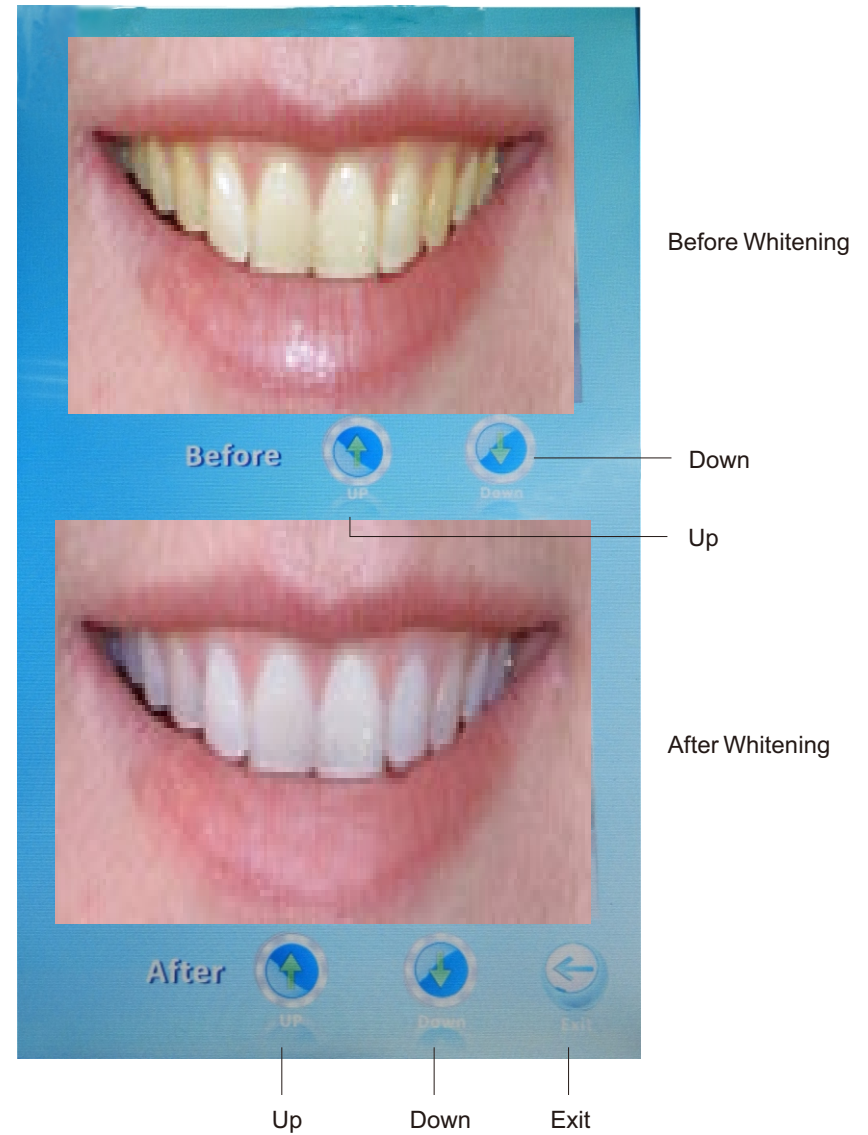 Before Whitening
Before
UP
Down
Down
Up
After Whitening
After
UP
Down
Exit
Up
Down
Exit